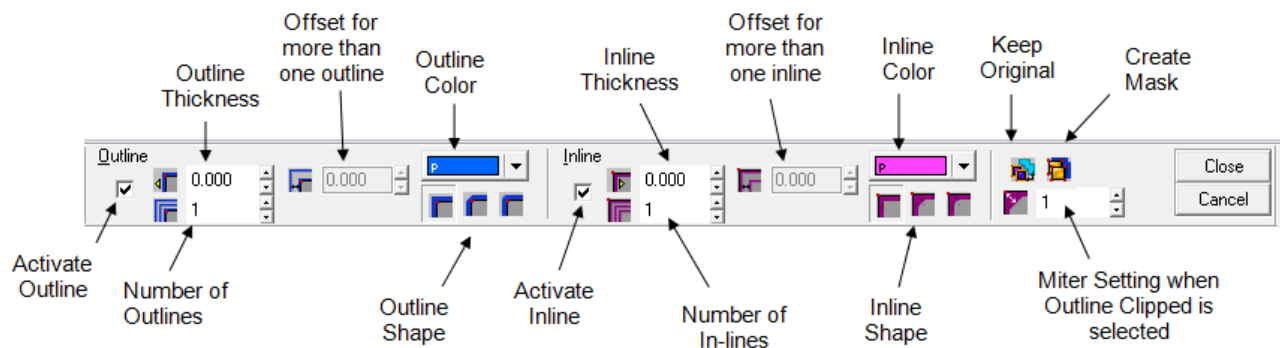 Offset for
more than
one outline
Outline
Thickness
Outline
Color
Inline
Thickness
Offset for
more than
one inline
Inline
Color
Keep
Original
Create
Mask
Outline
0.000
0.000
P
Inline
0.000
0.000
P
Close
1
1
1
Cancel
Activate
Outline
Number of
Outlines
Outline
Shape
Activate
Inline
Number of
In-lines
Inline
Shape
Miter Setting when
Outline Clipped is
selected